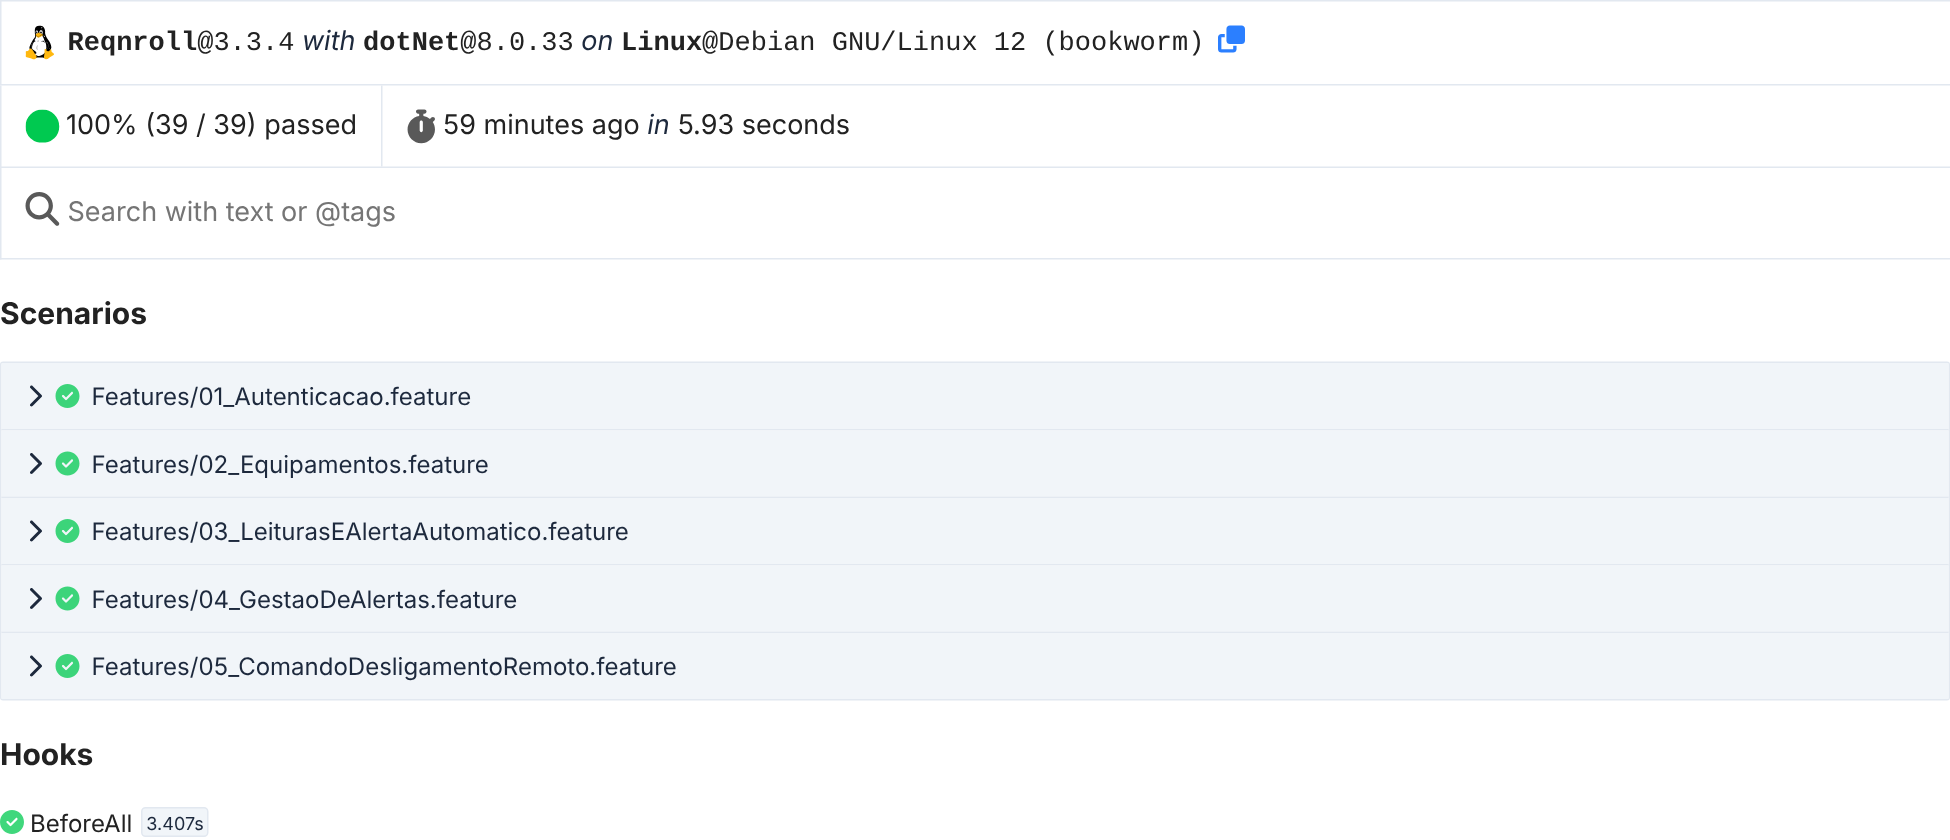 Reqnroll@3.3.4 with dotNet@8.0.33 on Linux@Debian GNU/Linux 12 (bookworm)
100% (39 / 39) passed
59 minutes ago in 5.93 seconds
Search with text or @tags
Scenarios
Features/01_Autenticacao.feature
Features/02_Equipamentos.feature
Features/03_LeiturasEAlertaAutomatico.feature
Features/04_GestaoDeAlertas.feature
Features/05_ComandoDesligamentoRemoto.feature
Hooks
BeforeAll 3.407s